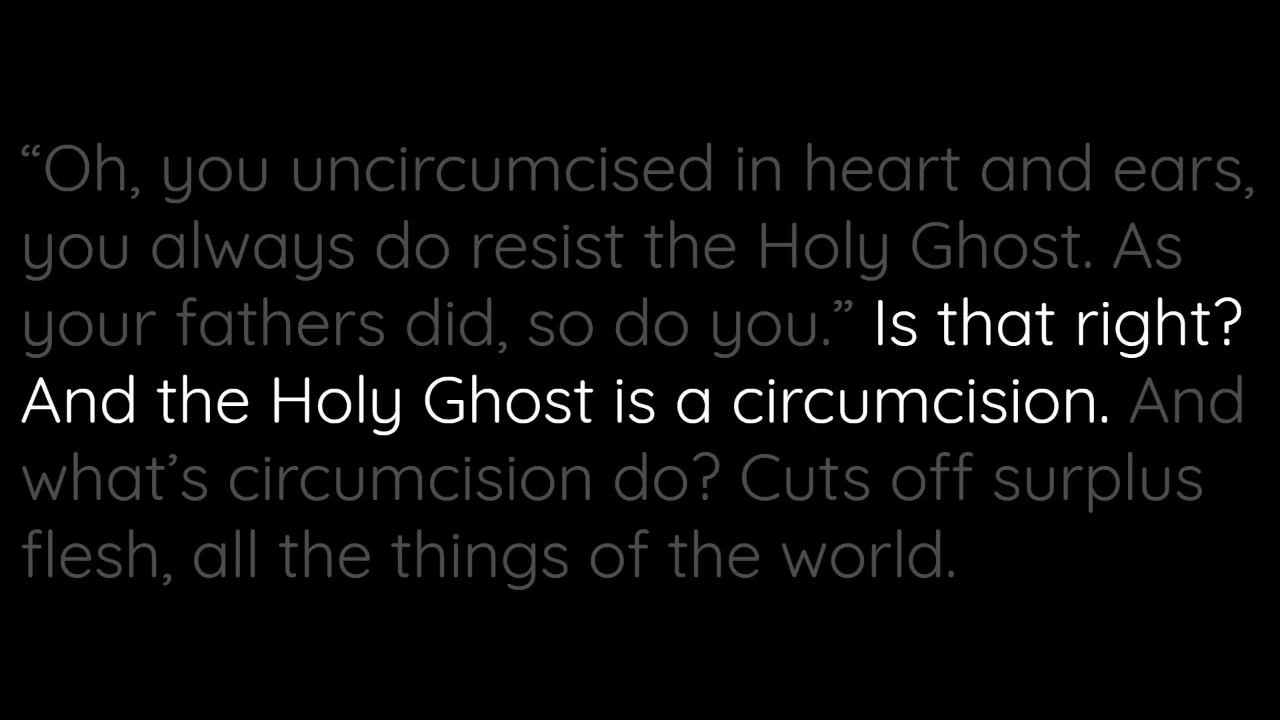 “Oh, you uncircumcised in heart and ears,
you always do resist the Holy Ghost. As
your fathers did, so do you.” Is that right?
And the Holy Ghost is a circumcision. And
what’s circumcision do? Cuts off surplus
flesh, all the things of the world.